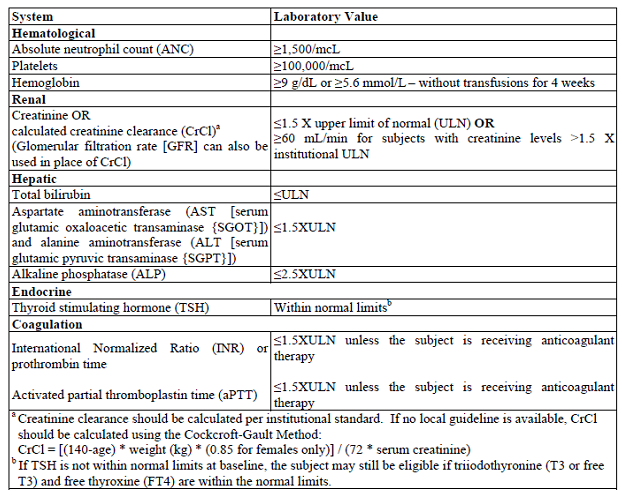 System Laboratory Value
Hematological
Absolute neutrophil count (ANC) ≥1,500/mcL
Platelets ≥100,000/mcL
Hemoglobin ≥9 g/dL or ≥5.6 mmol/L – without transfusions for 4 weeks
Renal
Creatinine OR
calculated creatinine clearance (CrCl)ᵃ
(Glomerular filtration rate [GFR] can also be
used in place of CrCl)
≤1.5 X upper limit of normal (ULN) OR
≥60 mL/min for subjects with creatinine levels >1.5 X
institutional ULN
Hepatic
Total bilirubin ≤ULN
Aspartate aminotransferase (AST [serum
glutamic oxaloacetic transaminase {SGOT}])
and alanine aminotransferase (ALT [serum
glutamic pyruvic transaminase {SGPT}])
≤1.5XULN
Alkaline phosphatase (ALP) ≤2.5XULN
Endocrine
Thyroid stimulating hormone (TSH) Within normal limitsᵇ
Coagulation
International Normalized Ratio (INR) or
prothrombin time
≤1.5XULN unless the subject is receiving anticoagulant
therapy
Activated partial thromboplastin time (aPTT)
≤1.5XULN unless the subject is receiving anticoagulant
therapy
ᵃ Creatinine clearance should be calculated per institutional standard. If no local guideline is available, CrCl
should be calculated using the Cockcroft-Gault Method:
CrCl = [(140-age) * weight (kg) * (0.85 for females only)] / (72 * serum creatinine)
ᵇ If TSH is not within normal limits at baseline, the subject may still be eligible if triiodothyronine (T3 or free
T3) and free thyroxine (FT4) are within the normal limits.